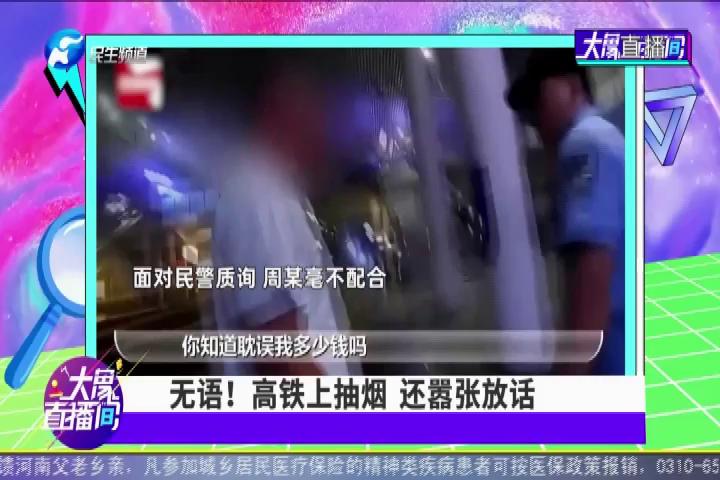 民生频道
大象直播间
面对民警质询 周某毫不配合
你知道耽误我多少钱吗
无语！高铁上抽烟 还嚣张放话
大象
直播间
馈河南父老乡亲，凡参加城乡居民医疗保险的精神类疾病患者可按医保政策报销，0310-65